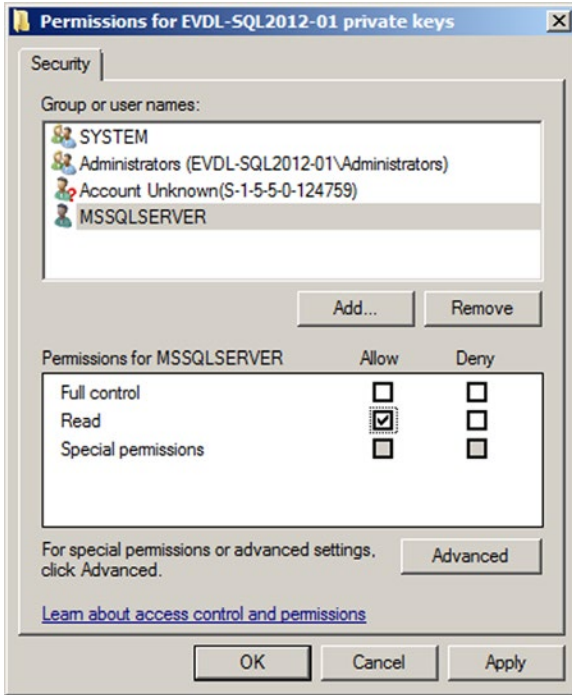 Permissions for EVDL-SQL2012-01 private keys
Security
Group or user names:
SYSTEM
Administrators (EVDL-SQL2012-01\Administrators)
Account Unknown(S-1-5-5-0-124759)
MSSQLSERVER
Add... Remove
Permissions for MSSQLSERVER Allow Deny
Full control
Read
Special permissions
For special permissions or advanced settings,
click Advanced.
Advanced
Learn about access control and permissions
OK Cancel Apply